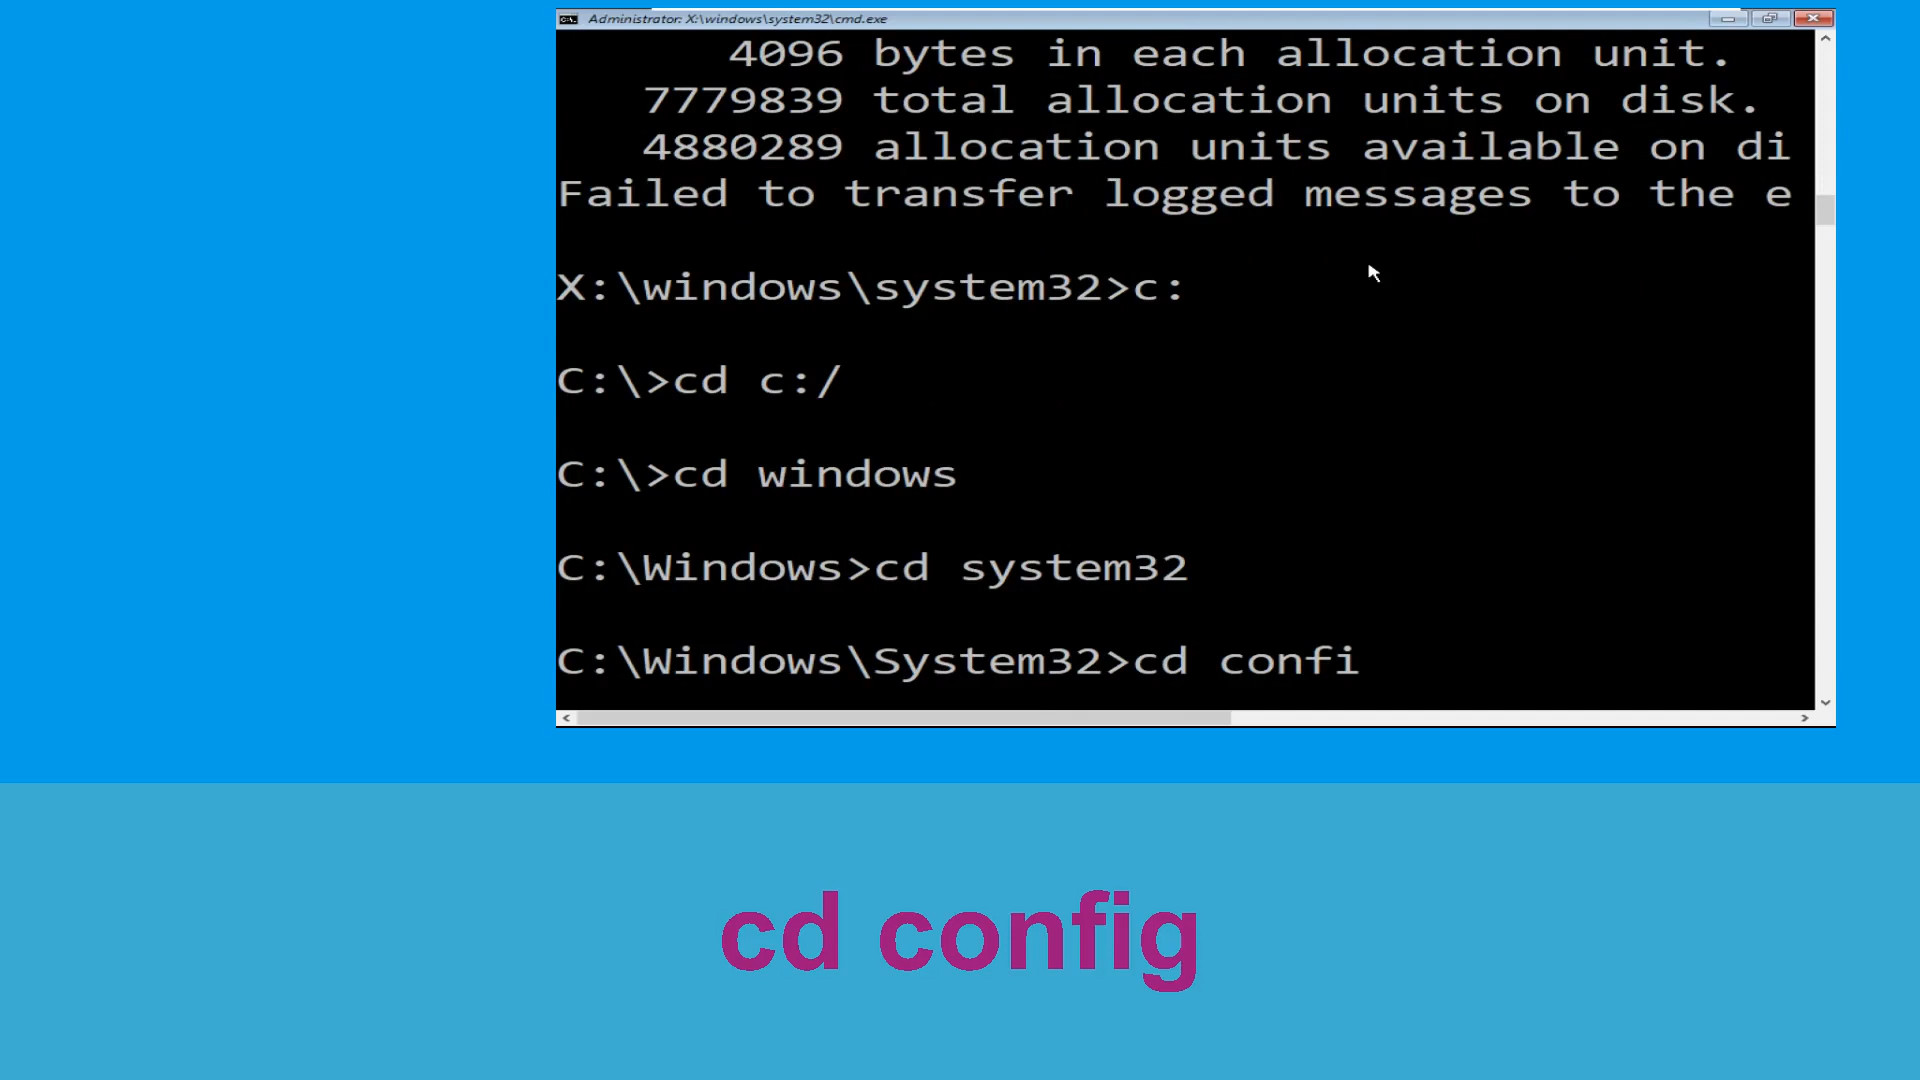 Administrator: X:\windows\system32\cmd.exe
4096 bytes in each allocation unit.
7779839 total allocation units on disk.
4880289 allocation units available on di
Failed to transfer logged messages to the e
X:\windows\system32>c:
C:\>cd c:/
C:\>cd windows
C:\Windows>cd system32
C:\Windows\System32>cd confi
cd config